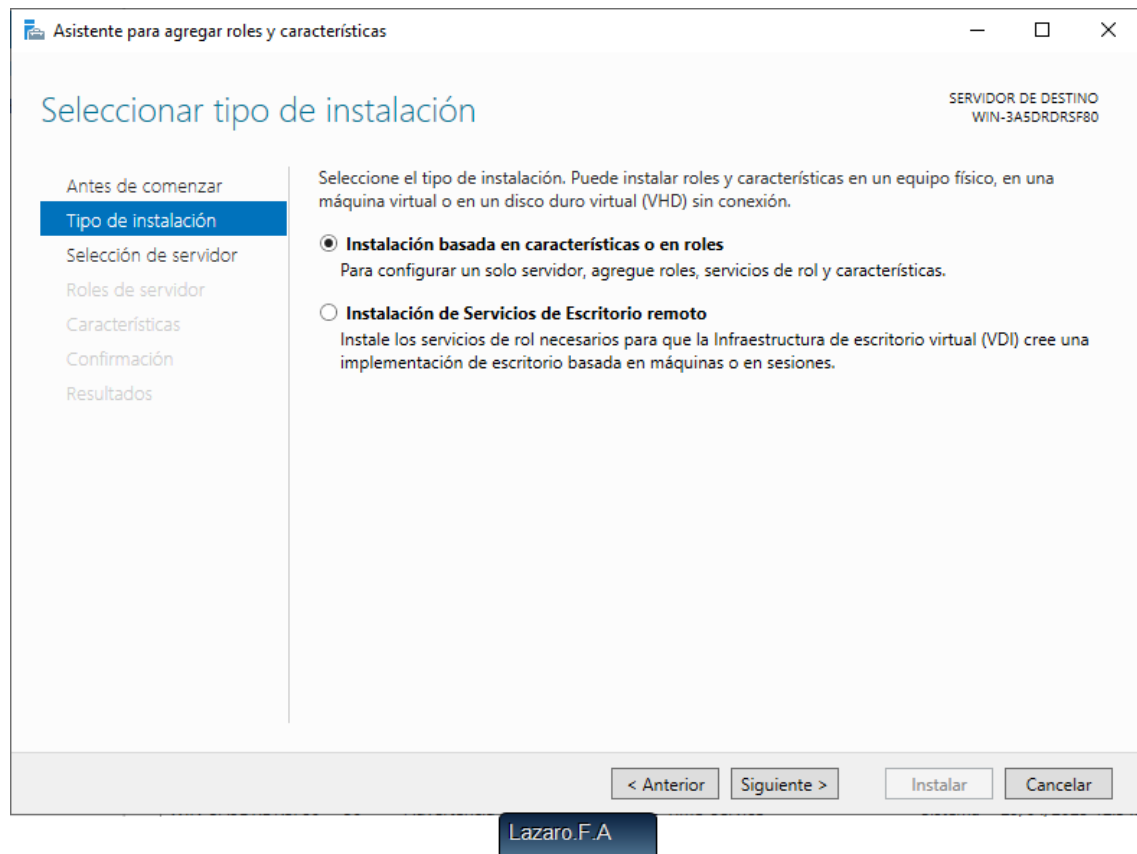 Asistente para agregar roles y características
Seleccionar tipo de instalación
SERVIDOR DE DESTINO
WIN-3A5DRDRSF80
Antes de comenzar
Tipo de instalación
Selección de servidor
Roles de servidor
Características
Confirmación
Resultados
Seleccione el tipo de instalación. Puede instalar roles y características en un equipo físico, en una
máquina virtual o en un disco duro virtual (VHD) sin conexión.
Instalación basada en características o en roles
Para configurar un solo servidor, agregue roles, servicios de rol y características.
Instalación de Servicios de Escritorio remoto
Instale los servicios de rol necesarios para que la Infraestructura de escritorio virtual (VDI) cree una
implementación de escritorio basada en máquinas o en sesiones.
< Anterior
Siguiente >
Instalar
Cancelar
Lazaro.F.A